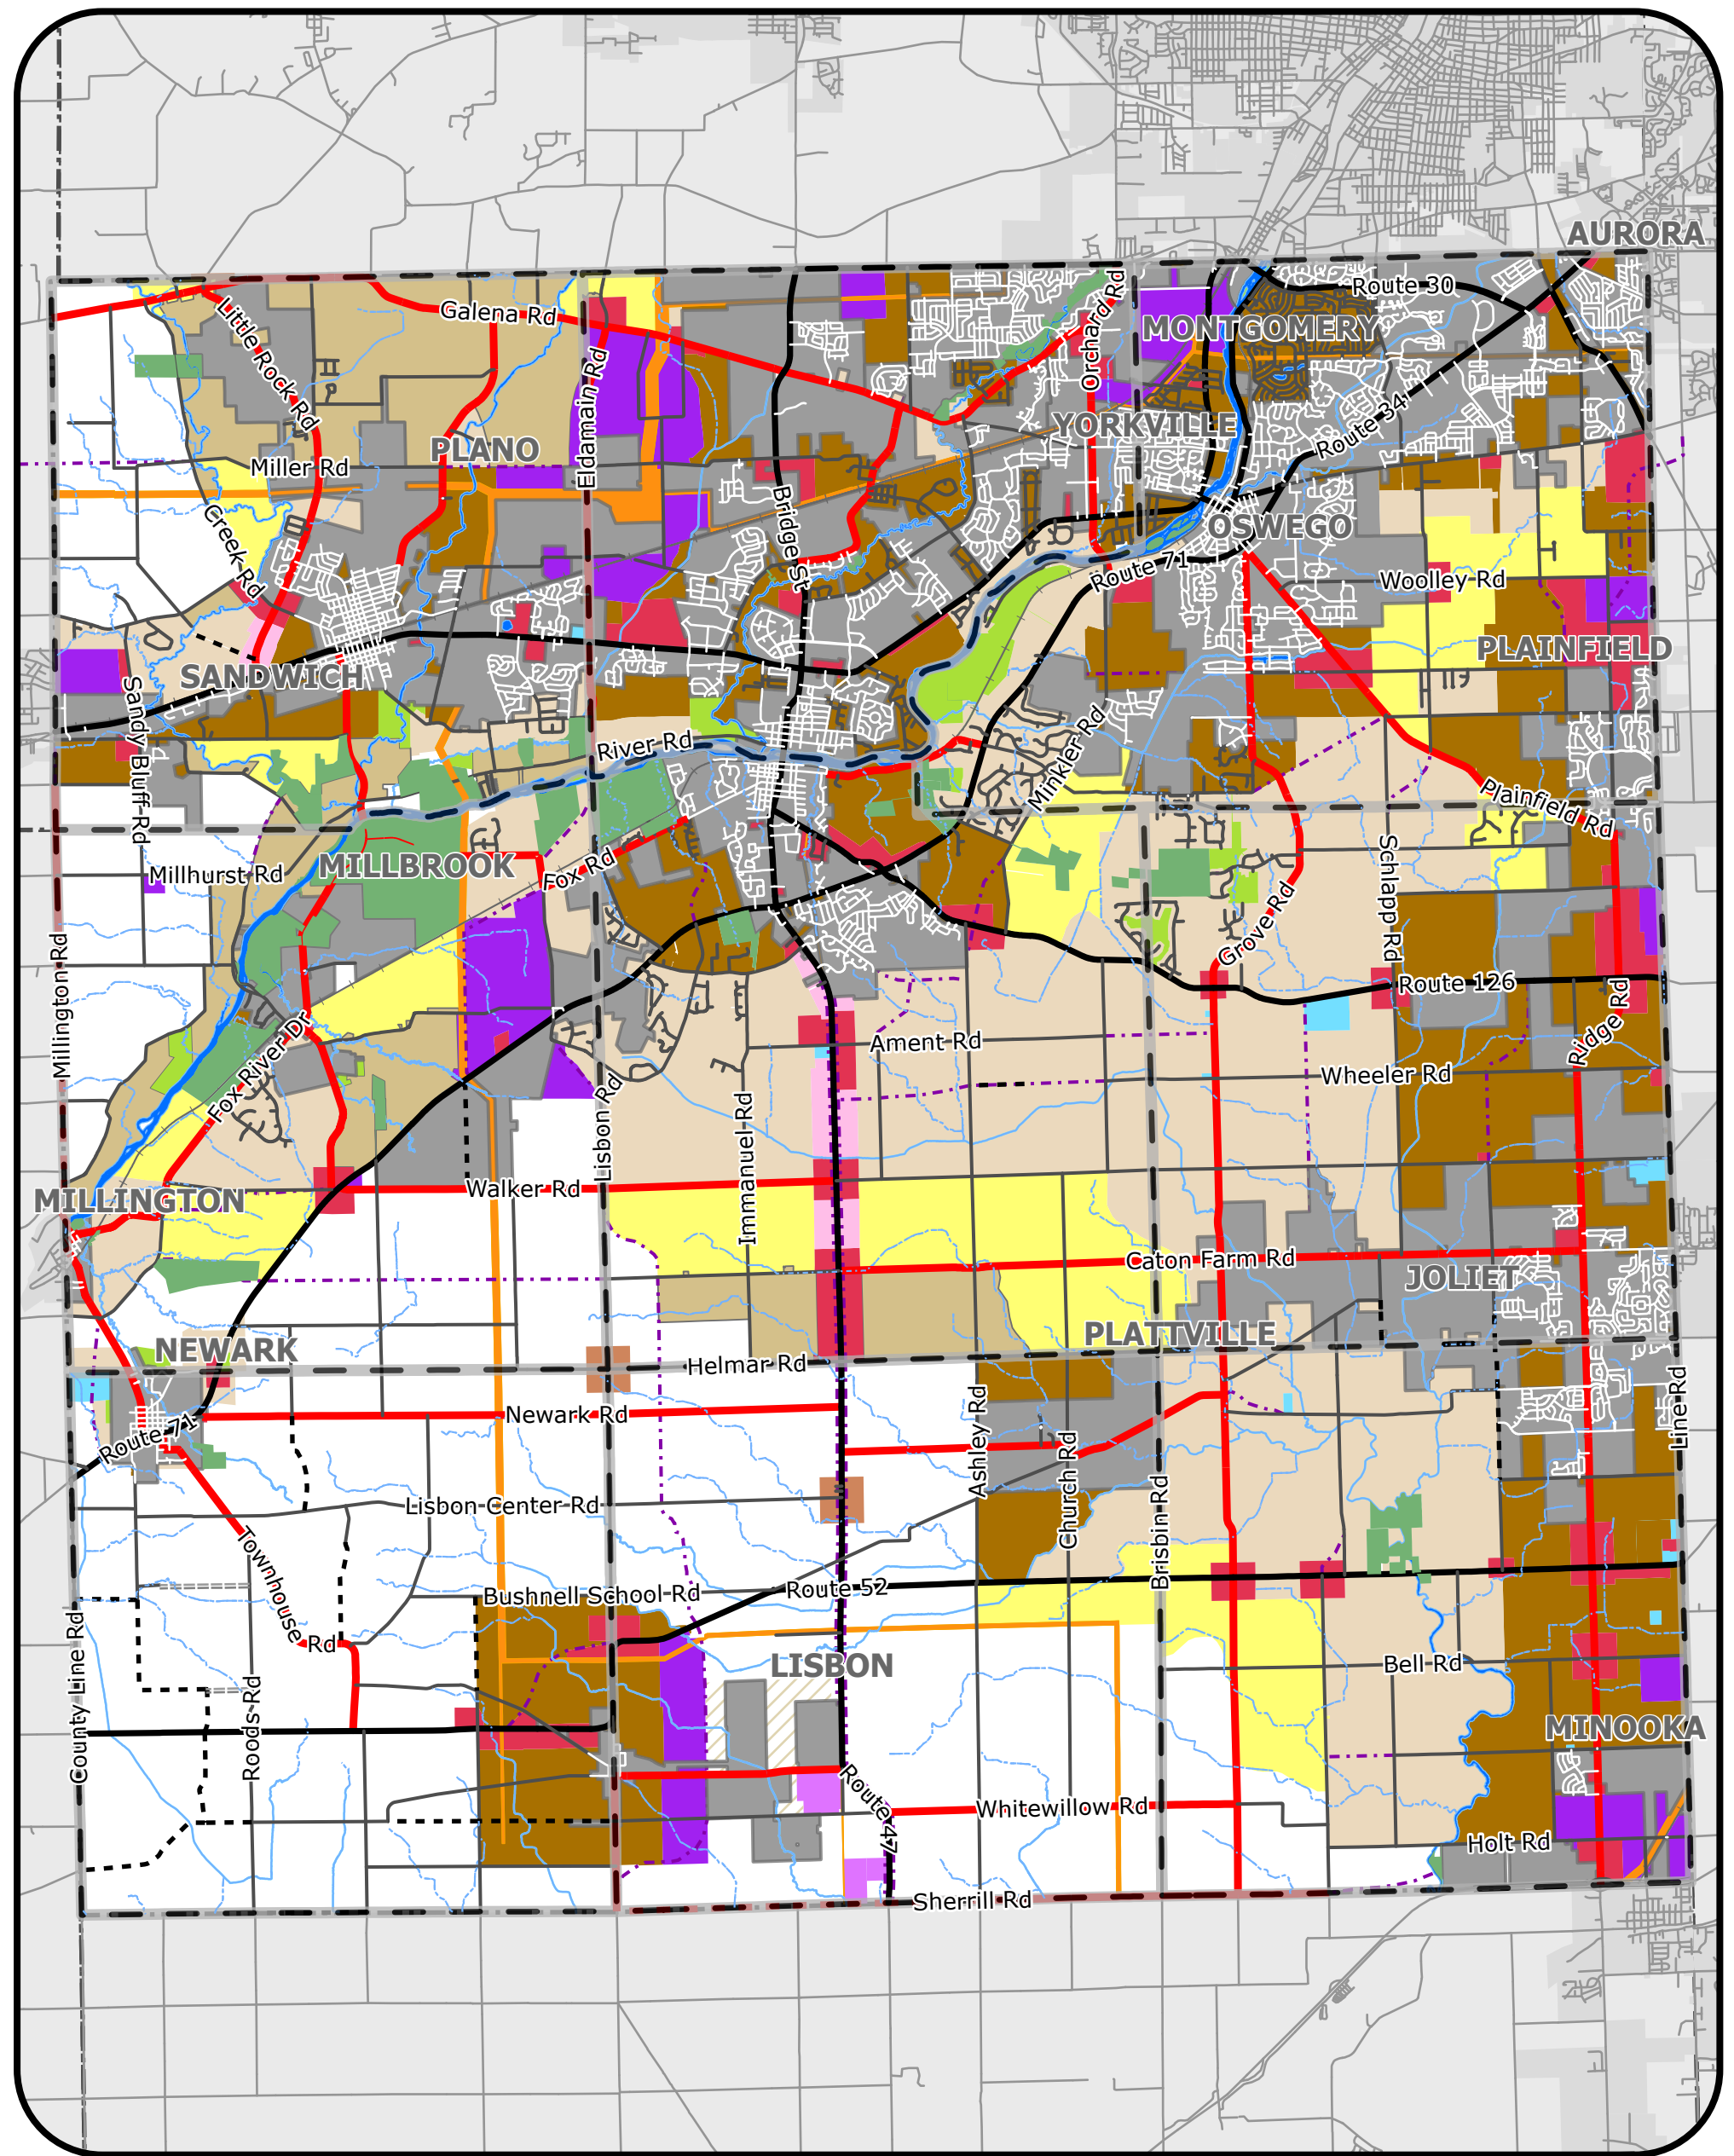 AURORA
Route 30
Galena Rd
Little Rock Rd
Orchard Rd
MONTGOMERY
Edamain Rd
YORKVILLE
Route 34
PLANO
Miller Rd
Creek Rd
Bridge St
OSWEGO
Route 71
Woolley Rd
PLAINFIELD
SANDWICH
Sandy Bluff Rd
River Rd
Minkler Rd
Plainfield Rd
Millhurst Rd
MILLBROOK
Fox Rd
Schlapp Rd
Grove Rd
Millington Rd
Route 126
Ridge Rd
Fox River Dr
Ament Rd
Wheeler Rd
Lisbon Rd
Immanuel Rd
MILLINGTON
Walker Rd
Caton Farm Rd
JOLIET
PLATTVILLE
NEWARK
Helmar Rd
Line Rd
Newark Rd
Route 71
Ashley Rd
Church Rd
Brisbin Rd
Lisbon Center Rd
Townhouse Rd
Bushnell School Rd
Route 52
County Line Rd
Roods Rd
LISBON
Bell Rd
MINOOKA
Route 47
Whitewillow Rd
Holt Rd
Sherrill Rd